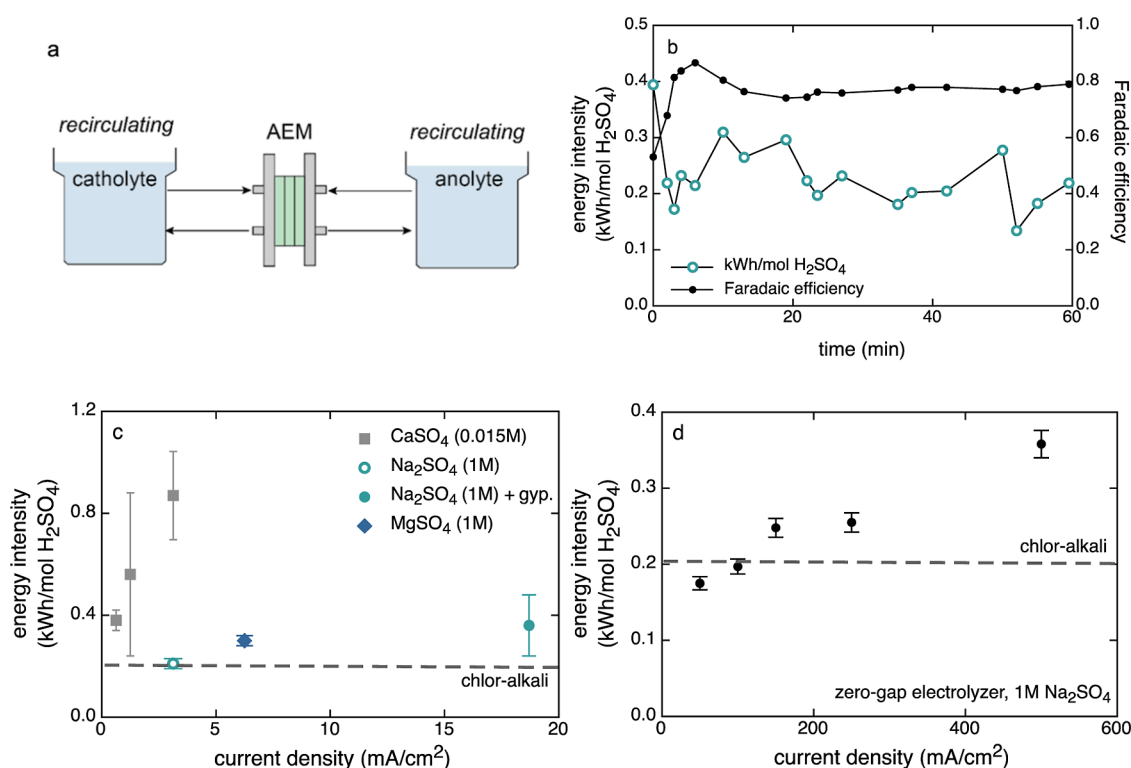 a
recirculating
AEM
recirculating
catholyte
anolyte
b
0.5
0.4
0.3
0.2
0.1
0.0
energy intensity
(kWh/mol H₂SO₄)
1.0
0.8
0.6
0.4
0.2
0.0
Faradaic efficiency
kWh/mol H₂SO₄
Faradaic efficiency
0
20
40
60
time (min)
c
1.2
0.8
0.4
0.0
energy intensity
(kWh/mol H₂SO₄)
CaSO₄ (0.015M)
Na₂SO₄ (1M)
Na₂SO₄ (1M) + gyp.
MgSO₄ (1M)
chlor-alkali
0
5
10
15
20
current density (mA/cm²)
d
0.4
0.3
0.2
0.1
0.0
energy intensity
(kWh/mol H₂SO₄)
chlor-alkali
zero-gap electrolyzer, 1M Na₂SO₄
0
200
400
600
current density (mA/cm²)